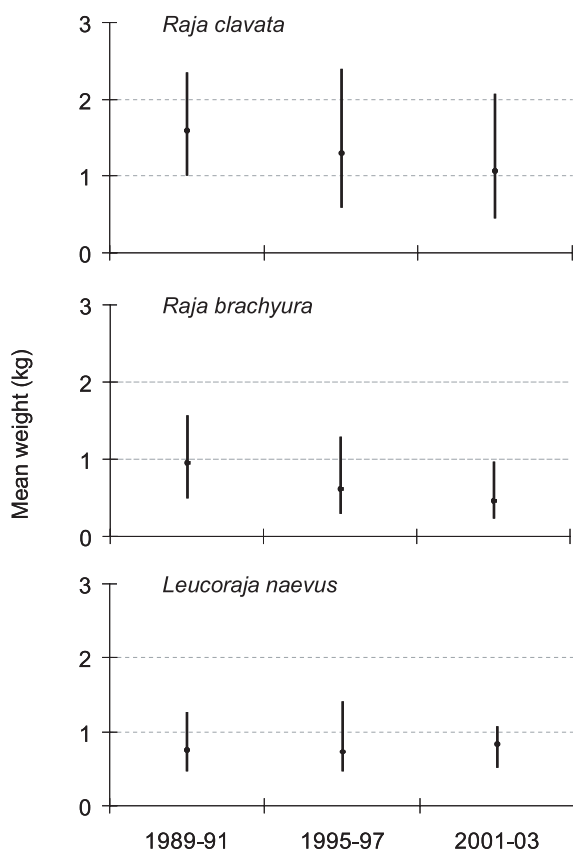 Raja clavata
3
2
1
0
Raja brachyura
3
2
1
0
Mean weight (kg)
Leucoraja naevus
3
2
1
0
1989-91 1995-97 2001-03